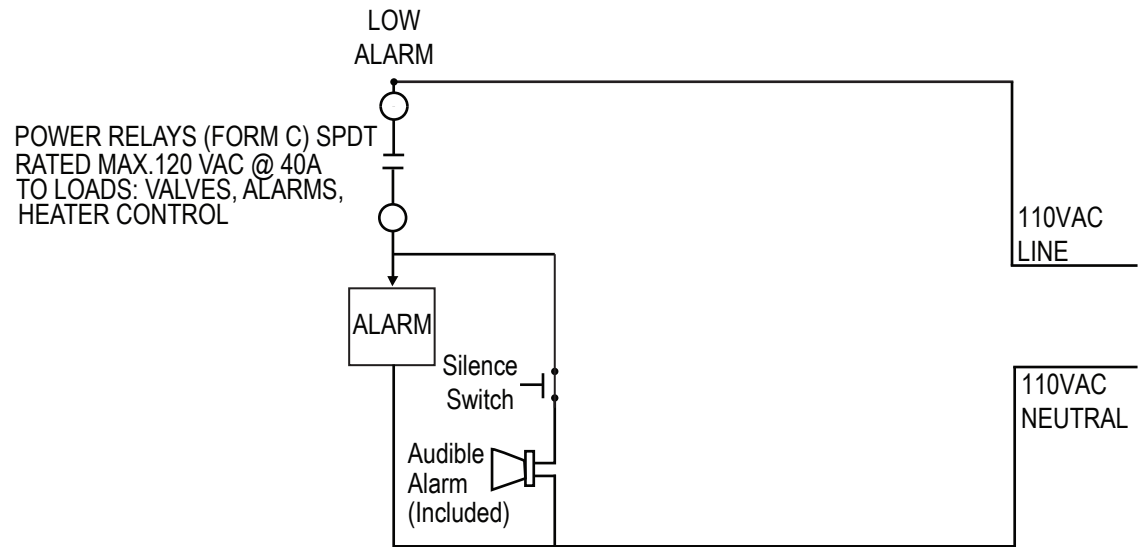 LOW
ALARM
POWER RELAYS (FORM C) SPDT
RATED MAX.120 VAC @ 40A
TO LOADS: VALVES, ALARMS,
HEATER CONTROL
110VAC
LINE
ALARM
Silence
Switch
110VAC
NEUTRAL
Audible
Alarm
(Included)